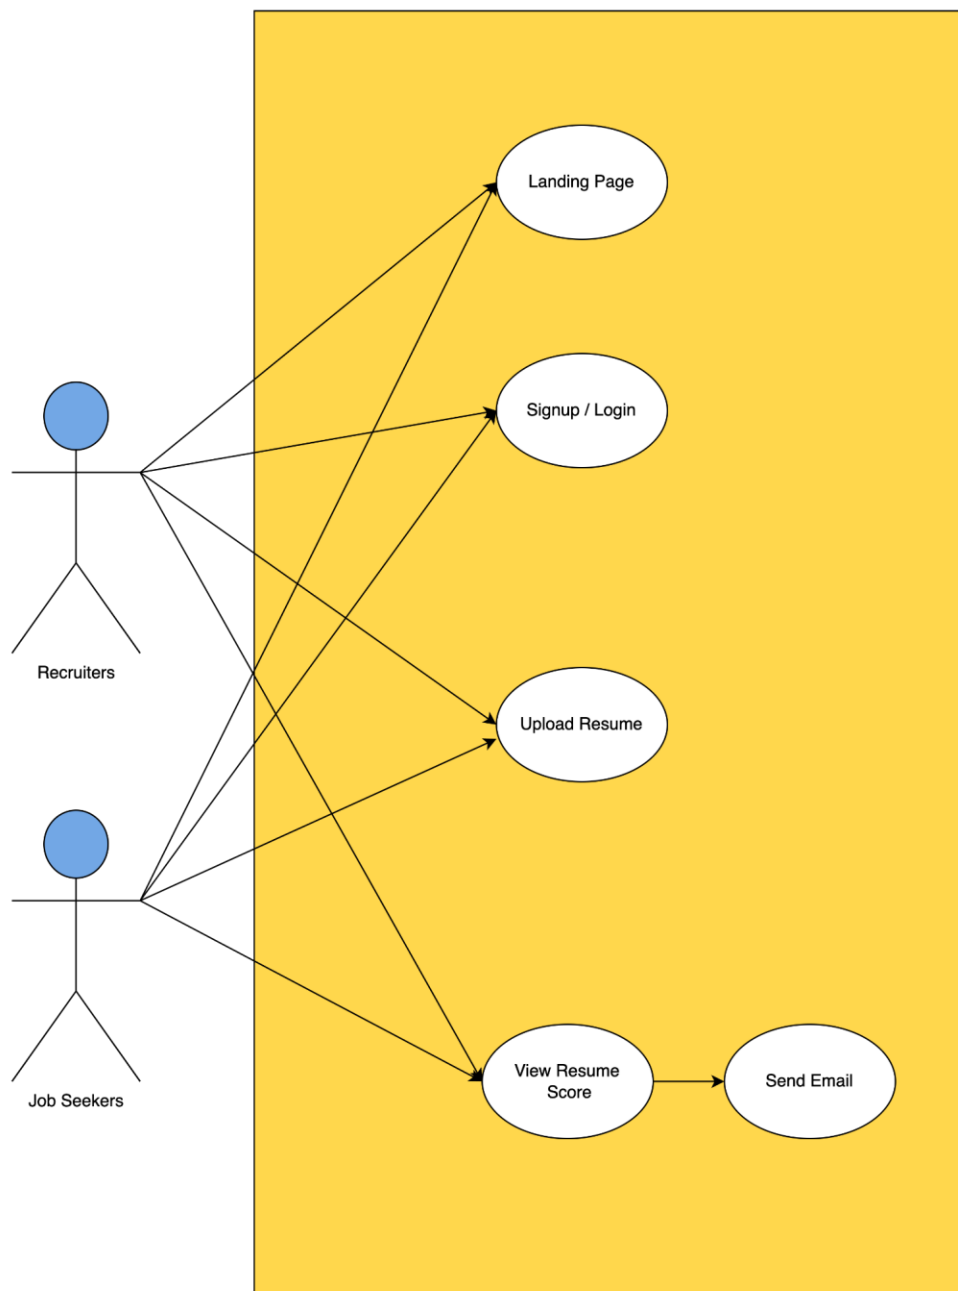 Landing Page
Signup / Login
Recruiters
Upload Resume
View Resume
Score
Send Email
Job Seekers